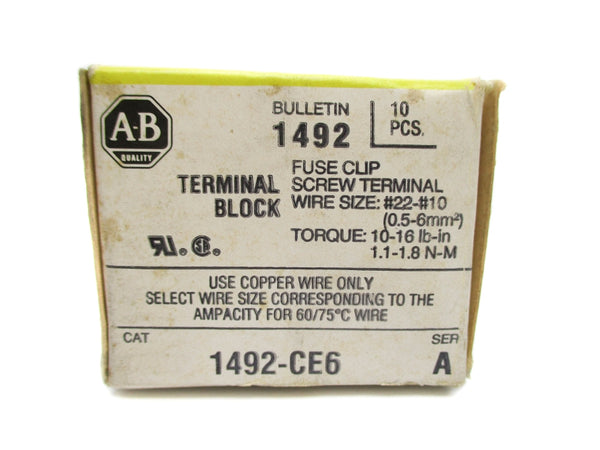 A-B
QUALITY
BULLETIN
1492
10
PCS.
TERMINAL
BLOCK
FUSE CLIP
SCREW TERMINAL
WIRE SIZE: #22-#10
(0.5-6mm²)
TORQUE: 10-16 lb-in
1.1-1.8 N-M
USE COPPER WIRE ONLY
SELECT WIRE SIZE CORRESPONDING TO THE
AMPACITY FOR 60/75°C WIRE
CAT
1492-CE6
SER
A